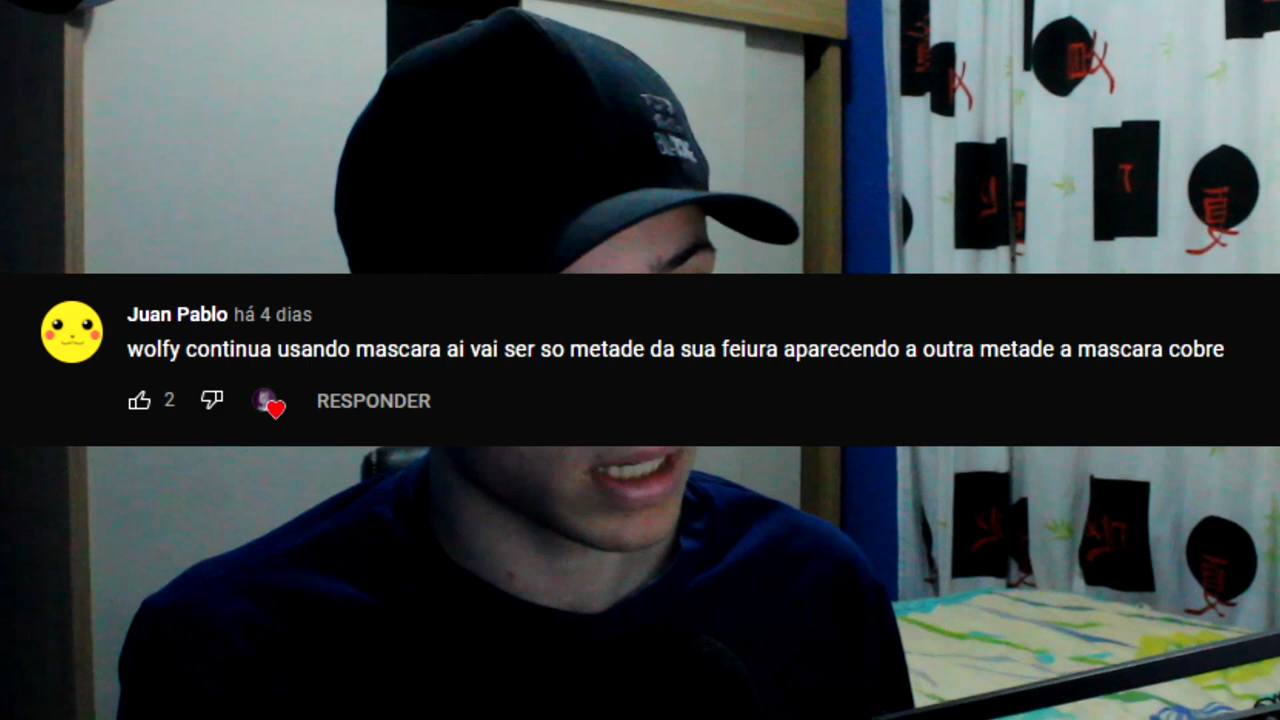 Juan Pablo há 4 dias
wolfy continua usando mascara ai vai ser so metade da sua feiura aparecendo a outra metade a mascara cobre
2
RESPONDER